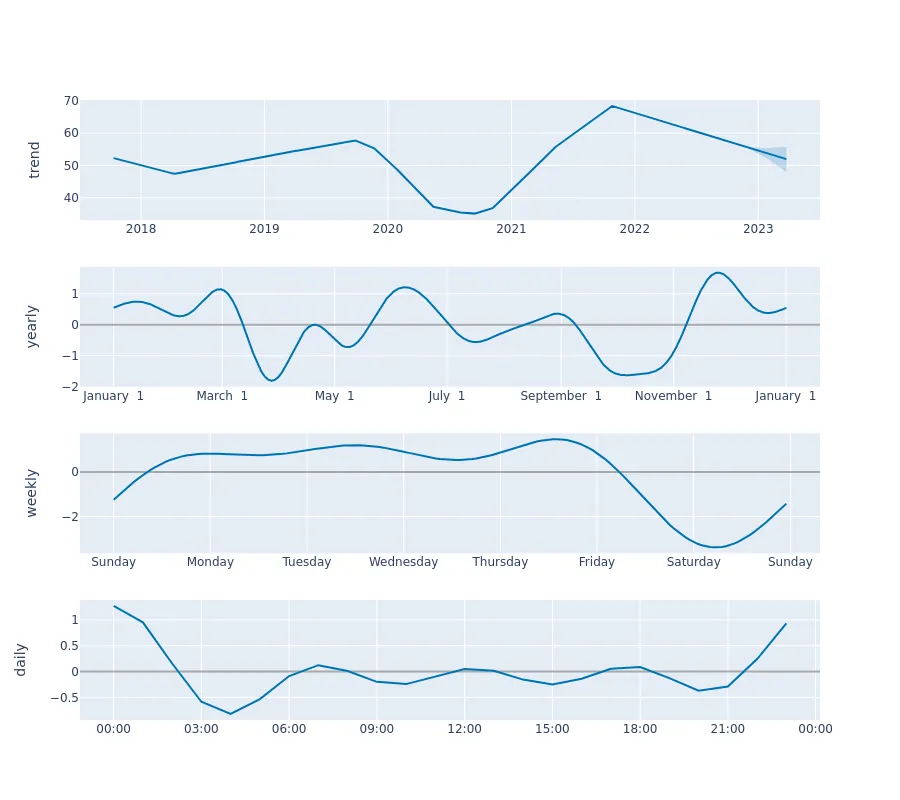 70
60
50
40
trend
2018 2019 2020 2021 2022 2023
1
0
−1
−2
yearly
January 1 March 1 May 1 July 1 September 1 November 1 January 1
0
−2
weekly
Sunday Monday Tuesday Wednesday Thursday Friday Saturday Sunday
1
0.5
0
−0.5
daily
00:00 03:00 06:00 09:00 12:00 15:00 18:00 21:00 00:00